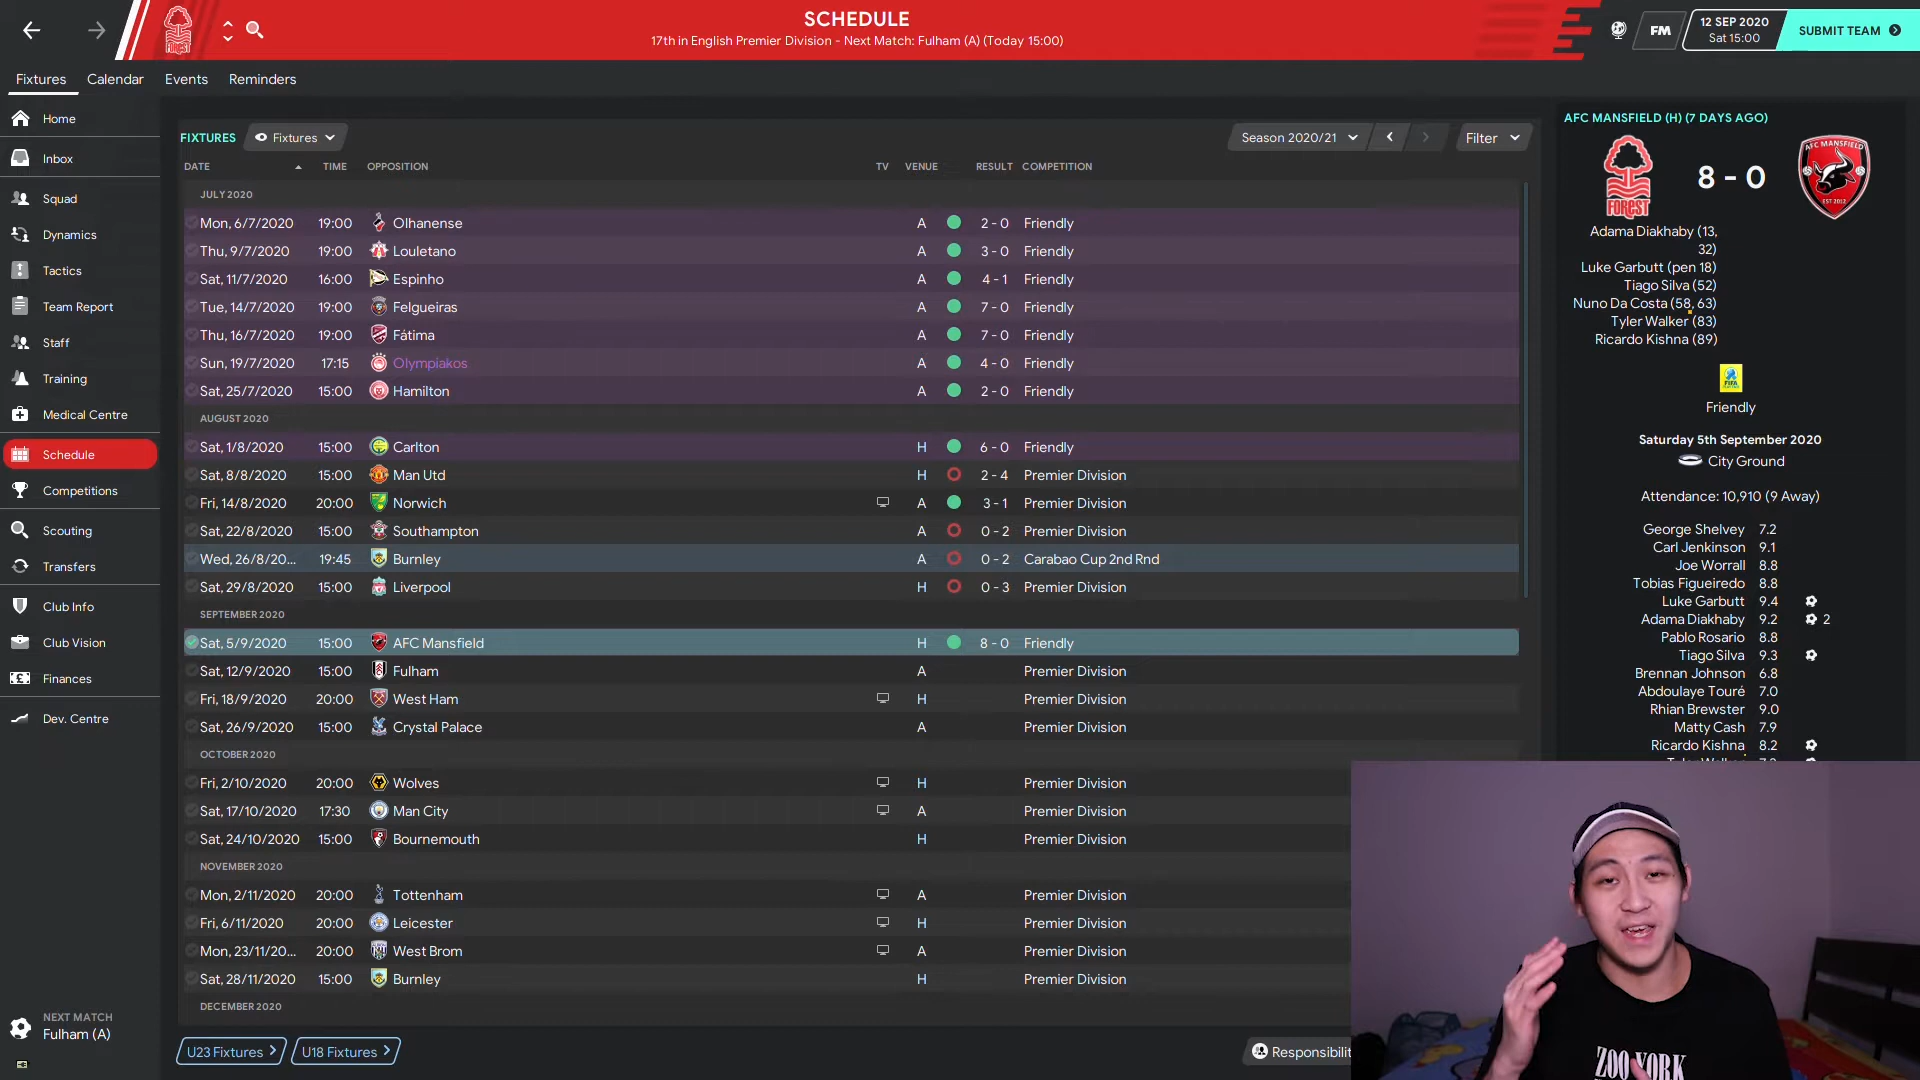 SCHEDULE
17th in English Premier Division - Next Match: Fulham (A) (Today 15:00)
FM
12 SEP 2020
Sat 15:00
SUBMIT TEAM
Fixtures Calendar Events Reminders
Home
Inbox
Squad
Dynamics
Tactics
Team Report
Staff
Training
Medical Centre
Schedule
Competitions
Scouting
Transfers
Club Info
Club Vision
Finances
Dev. Centre
NEXT MATCH
Fulham (A)
FIXTURES Fixtures Season 2020/21 Filter
DATE TIME OPPOSITION TV VENUE RESULT COMPETITION
JULY 2020
Mon, 6/7/2020 19:00 Olhanense A 2 - 0 Friendly
Thu, 9/7/2020 19:00 Louletano A 3 - 0 Friendly
Sat, 11/7/2020 16:00 Espinho A 4 - 1 Friendly
Tue, 14/7/2020 19:00 Felgueiras A 7 - 0 Friendly
Thu, 16/7/2020 19:00 Fátima A 7 - 0 Friendly
Sun, 19/7/2020 17:15 Olympiakos A 4 - 0 Friendly
Sat, 25/7/2020 15:00 Hamilton A 2 - 0 Friendly
AUGUST 2020
Sat, 1/8/2020 15:00 Carlton H 6 - 0 Friendly
Sat, 8/8/2020 15:00 Man Utd H 2 - 4 Premier Division
Fri, 14/8/2020 20:00 Norwich A 3 - 1 Premier Division
Sat, 22/8/2020 15:00 Southampton A 0 - 2 Premier Division
Wed, 26/8/20... 19:45 Burnley A 0 - 2 Carabao Cup 2nd Rnd
Sat, 29/8/2020 15:00 Liverpool H 0 - 3 Premier Division
SEPTEMBER 2020
Sat, 5/9/2020 15:00 AFC Mansfield H 8 - 0 Friendly
Sat, 12/9/2020 15:00 Fulham A Premier Division
Fri, 18/9/2020 20:00 West Ham H Premier Division
Sat, 26/9/2020 15:00 Crystal Palace A Premier Division
OCTOBER 2020
Fri, 2/10/2020 20:00 Wolves H Premier Division
Sat, 17/10/2020 17:30 Man City A Premier Division
Sat, 24/10/2020 15:00 Bournemouth H Premier Division
NOVEMBER 2020
Mon, 2/11/2020 20:00 Tottenham A Premier Division
Fri, 6/11/2020 20:00 Leicester H Premier Division
Mon, 23/11/20... 20:00 West Brom A Premier Division
Sat, 28/11/2020 15:00 Burnley H Premier Division
DECEMBER 2020
U23 Fixtures U18 Fixtures Responsibilit
AFC MANSFIELD (H) (7 DAYS AGO)
FOREST
8 - 0
AFC MANSFIELD
EST 2012
Adama Diakhaby (13,
32)
Luke Garbutt (pen 18)
Tiago Silva (52)
Nuno Da Costa (58, 63)
Tyler Walker (83)
Ricardo Kishna (89)
FIFA
Friendly
Saturday 5th September 2020
City Ground
Attendance: 10,910 (9 Away)
George Shelvey 7.2
Carl Jenkinson 9.1
Joe Worrall 8.8
Tobias Figueiredo 8.8
Luke Garbutt 9.4
Adama Diakhaby 9.2 2
Pablo Rosario 8.8
Tiago Silva 9.3
Brennan Johnson 6.8
Abdoulaye Touré 7.0
Rhian Brewster 9.0
Matty Cash 7.9
Ricardo Kishna 8.2
ZOO YORK